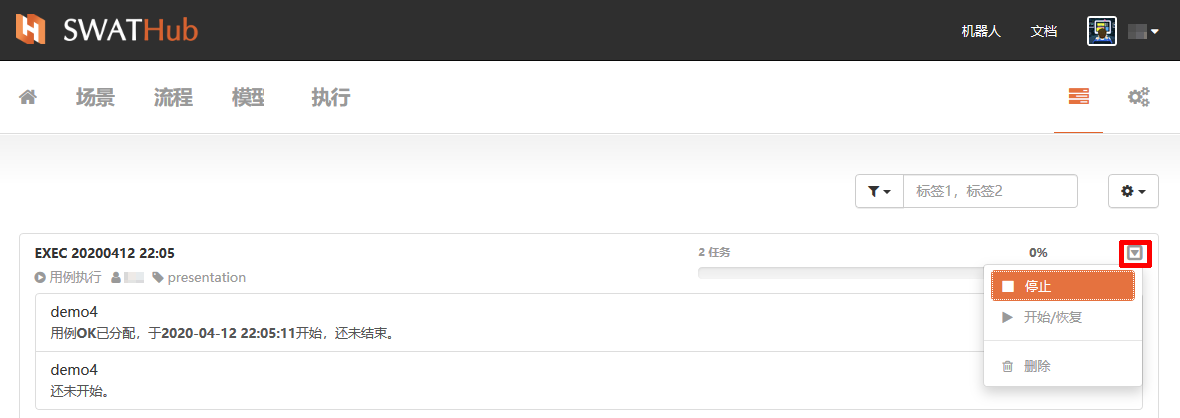 SWATHub
机器人 文档
场景 流程 模型 执行
标签1，标签2
EXEC 20200412 22:05 2 任务 0%
用例执行 presentation
停止
demo4
用例OK已分配，于2020-04-12 22:05:11开始，还未结束。
开始/恢复
demo4
删除
还未开始。